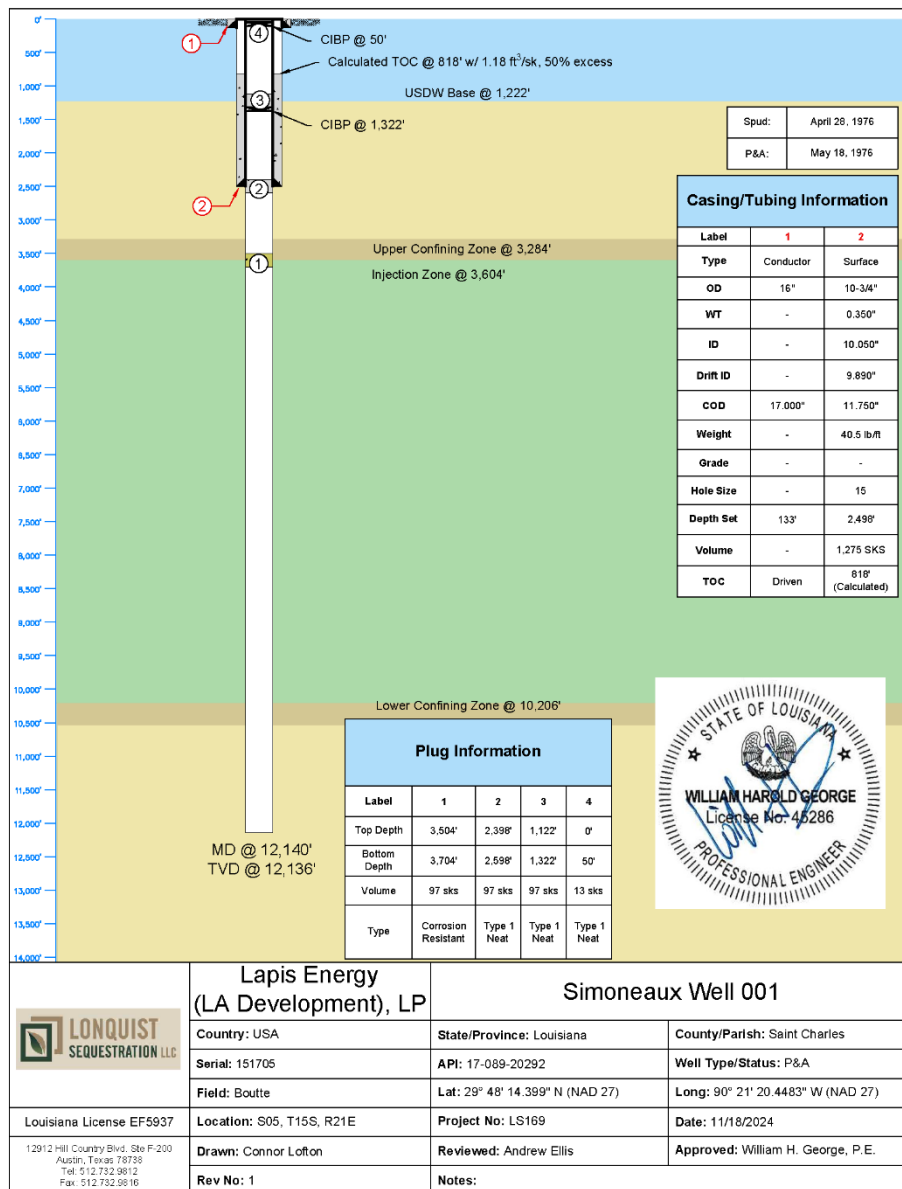 0'
500'
1,000'
1,500'
2,000'
2,500'
3,000'
3,500'
4,000'
4,500'
5,000'
5,500'
6,000'
6,500'
7,000'
7,500'
8,000'
8,500'
9,000'
9,500'
10,000'
10,500'
11,000'
11,500'
12,000'
12,500'
13,000'
13,500'
14,000'
1
4
CIBP @ 50'
Calculated TOC @ 818' w/ 1.18 ft³/sk, 50% excess
USDW Base @ 1,222'
3
CIBP @ 1,322'
2
2
Upper Confining Zone @ 3,284'
1
Injection Zone @ 3,604'
Lower Confining Zone @ 10,206'
MD @ 12,140'
TVD @ 12,136'
Spud: April 28, 1976
P&A: May 18, 1976
Casing/Tubing Information
Label 1 2
Type Conductor Surface
OD 16" 10-3/4"
WT - 0.350"
ID - 10.050"
Drift ID - 9.890"
COD 17.000" 11.750"
Weight - 40.5 lb/ft
Grade - -
Hole Size - 15
Depth Set 133' 2,498'
Volume - 1,275 SKS
TOC Driven 818' (Calculated)
Plug Information
Label 1 2 3 4
Top Depth 3,504' 2,398' 1,122' 0'
Bottom Depth 3,704' 2,598' 1,322' 50'
Volume 97 sks 97 sks 97 sks 13 sks
Type Corrosion Resistant Type 1 Neat Type 1 Neat Type 1 Neat
STATE OF LOUISIANA
WILLIAM HAROLD GEORGE
License No. 45286
PROFESSIONAL ENGINEER
LONQUIST
SEQUESTRATION LLC
Louisiana License EF5937
12912 Hill Country Blvd. Ste F-200
Austin, Texas 78738
Tel: 512.732.9812
Fax: 512.732.9816
Lapis Energy
(LA Development), LP
Simoneaux Well 001
Country: USA
State/Province: Louisiana
County/Parish: Saint Charles
Serial: 151705
API: 17-089-20292
Well Type/Status: P&A
Field: Boutte
Lat: 29° 48' 14.399" N (NAD 27)
Long: 90° 21' 20.4483" W (NAD 27)
Location: S05, T15S, R21E
Project No: LS169
Date: 11/18/2024
Drawn: Connor Lofton
Reviewed: Andrew Ellis
Approved: William H. George, P.E.
Rev No: 1
Notes: